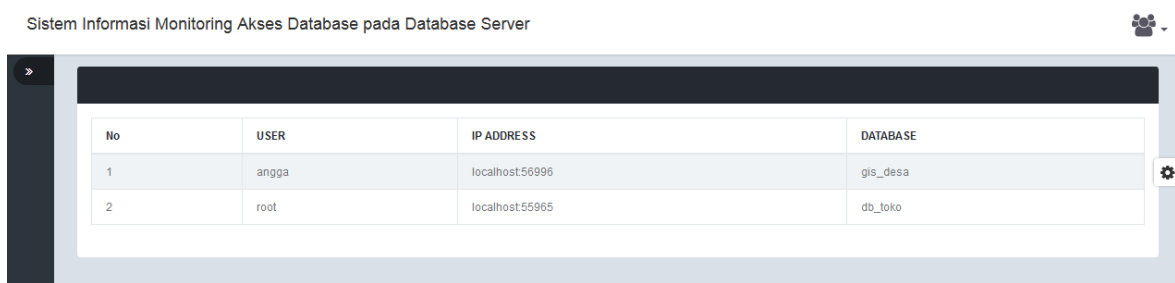 Sistem Informasi Monitoring Akses Database pada Database Server
No USER IP ADDRESS DATABASE
1 angga localhost:56996 gis_desa
2 root localhost:55965 db_toko